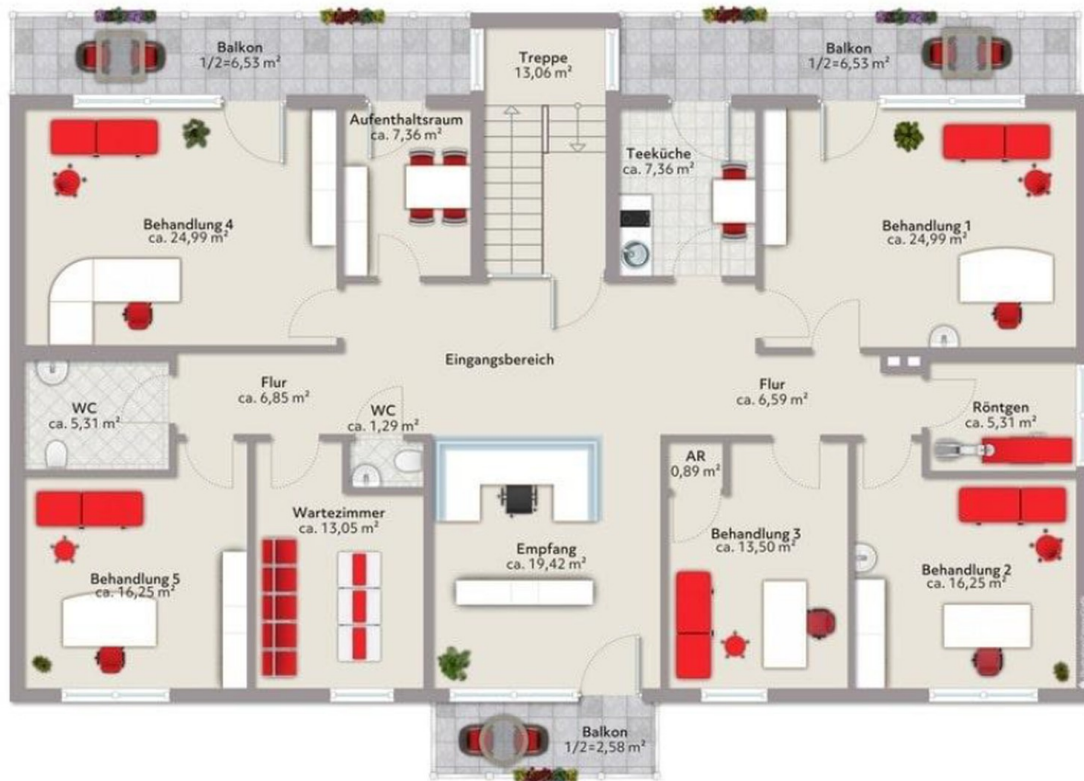 Balkon
1/2=6,53 m²
Treppe
13,06 m²
Balkon
1/2=6,53 m²
Aufenthaltsraum
ca. 7,36 m²
Teeküche
ca. 7,36 m²
Behandlung 4
ca. 24,99 m²
Behandlung 1
ca. 24,99 m²
Eingangsbereich
WC
ca. 5,31 m²
Flur
ca. 6,85 m²
WC
ca. 1,29 m²
Flur
ca. 6,59 m²
Röntgen
ca. 5,31 m²
AR
0,89 m²
Wartezimmer
ca. 13,05 m²
Empfang
ca. 19,42 m²
Behandlung 3
ca. 13,50 m²
Behandlung 5
ca. 16,25 m²
Behandlung 2
ca. 16,25 m²
Balkon
1/2=2,58 m²